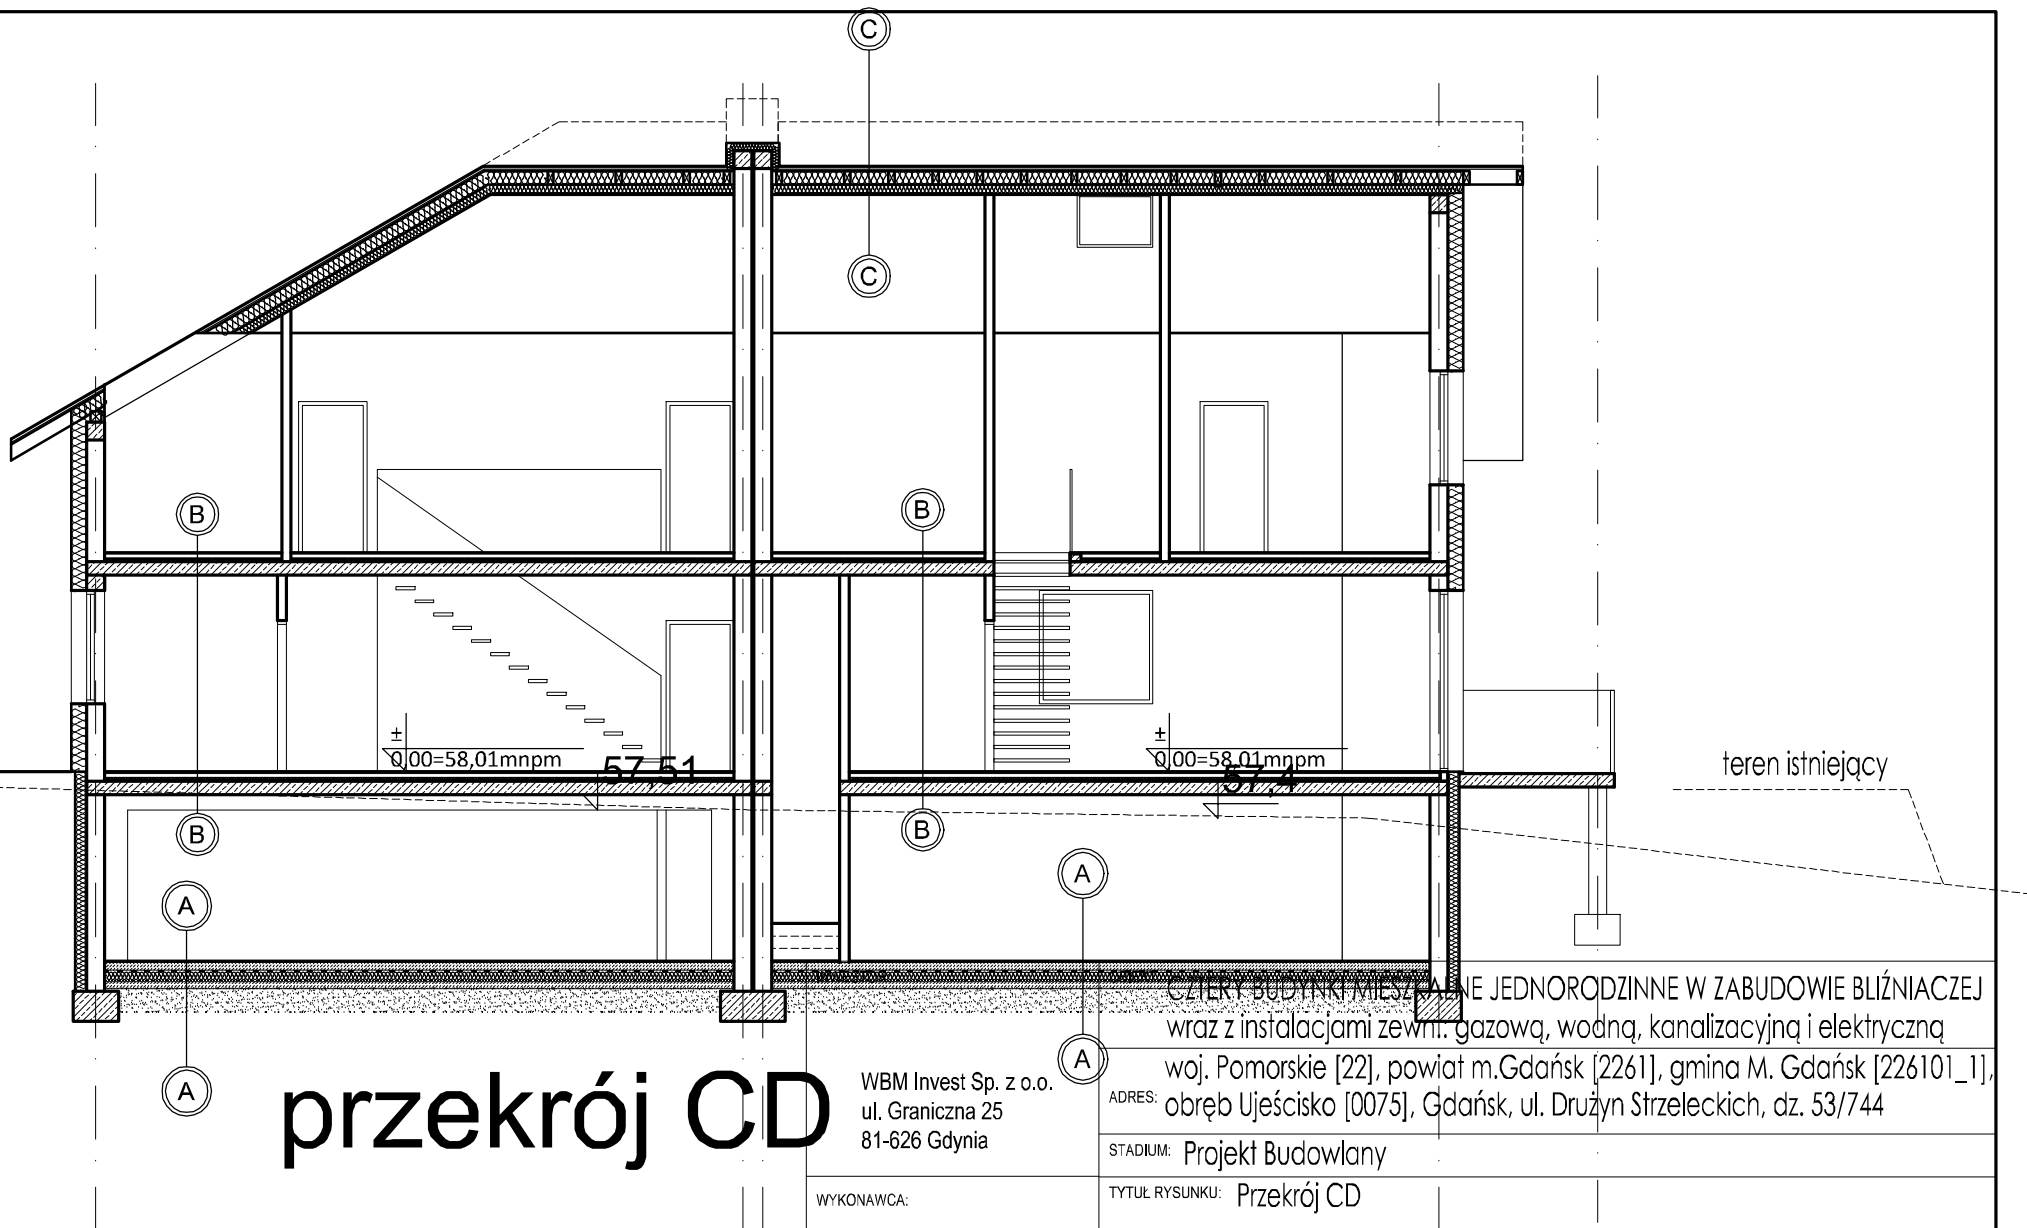 C
C
B
B
±
0,00=58,01mnpm
57,51
±
0,00=58,01mnpm
57,4
teren istniejący
B
B
A
A
A
A
przekrój CD
WBM Invest Sp. z o.o.
ul. Graniczna 25
81-626 Gdynia
WYKONAWCA:
CZTERY BUDYNKI MIESZKALNE JEDNORODZINNE W ZABUDOWIE BLIŹNIACZEJ
wraz z instalacjami zewn.: gazową, wodną, kanalizacyjną i elektryczną
ADRES:
woj. Pomorskie [22], powiat m.Gdańsk [2261], gmina M. Gdańsk [226101_1],
obręb Ujeścisko [0075], Gdańsk, ul. Drużyn Strzeleckich, dz. 53/744
STADIUM: Projekt Budowlany
TYTUŁ RYSUNKU: Przekrój CD